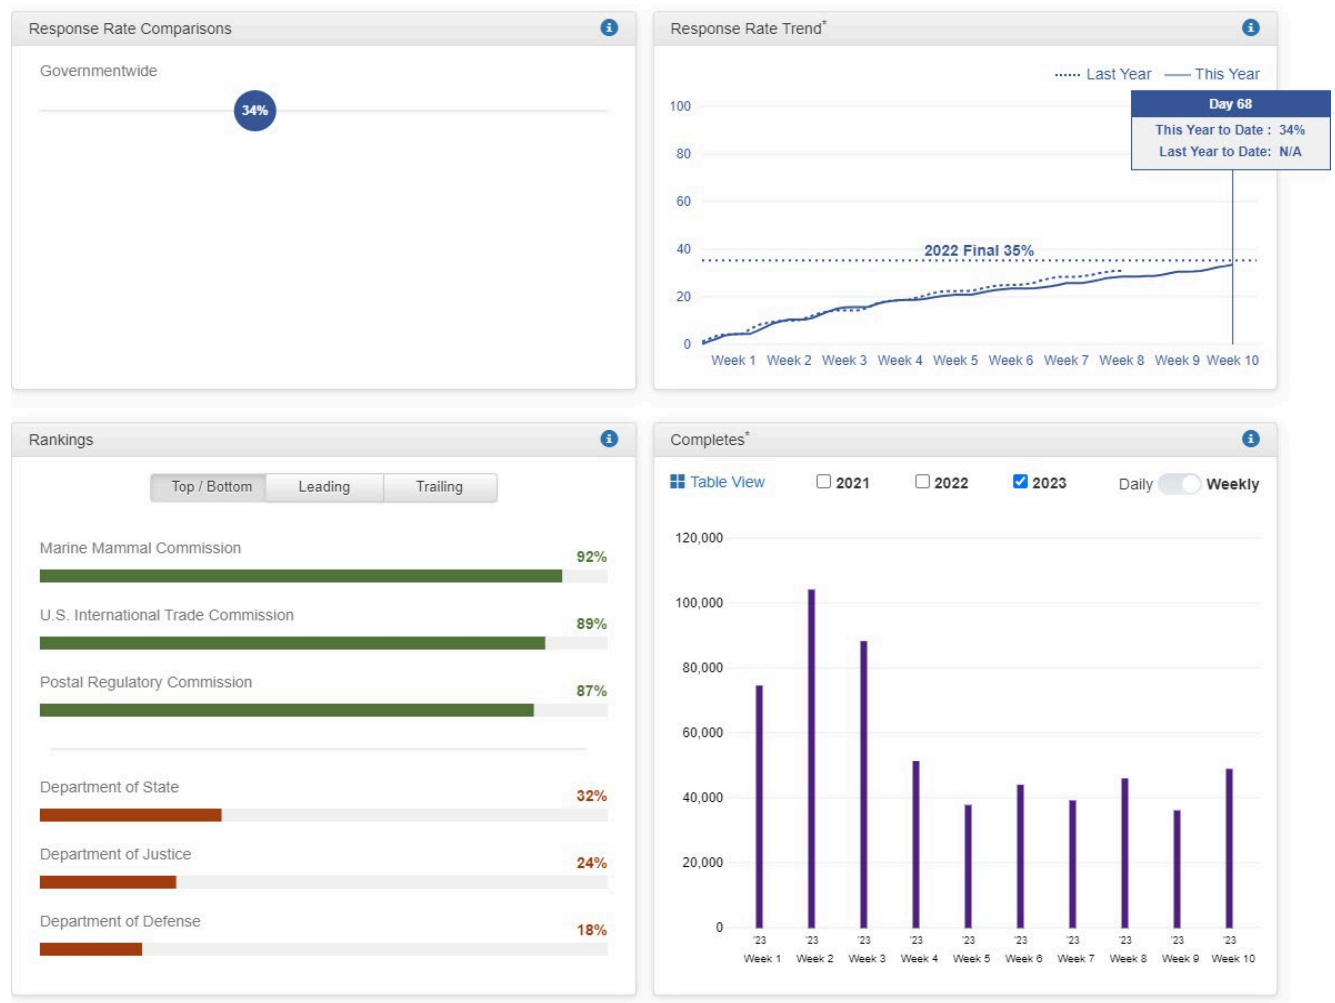 Response Rate Comparisons
Governmentwide
34%
Response Rate Trend*
Last Year This Year
Day 68
This Year to Date : 34%
Last Year to Date: N/A
100
80
60
40
20
0
2022 Final 35%
Week 1 Week 2 Week 3 Week 4 Week 5 Week 6 Week 7 Week 8 Week 9 Week 10
Rankings
Top / Bottom Leading Trailing
Marine Mammal Commission
92%
U.S. International Trade Commission
89%
Postal Regulatory Commission
87%
Department of State
32%
Department of Justice
24%
Department of Defense
18%
Completes*
Table View 2021 2022 2023 Daily Weekly
120,000
100,000
80,000
60,000
40,000
20,000
0
'23 '23 '23 '23 '23 '23 '23 '23 '23 '23
Week 1 Week 2 Week 3 Week 4 Week 5 Week 6 Week 7 Week 8 Week 9 Week 10